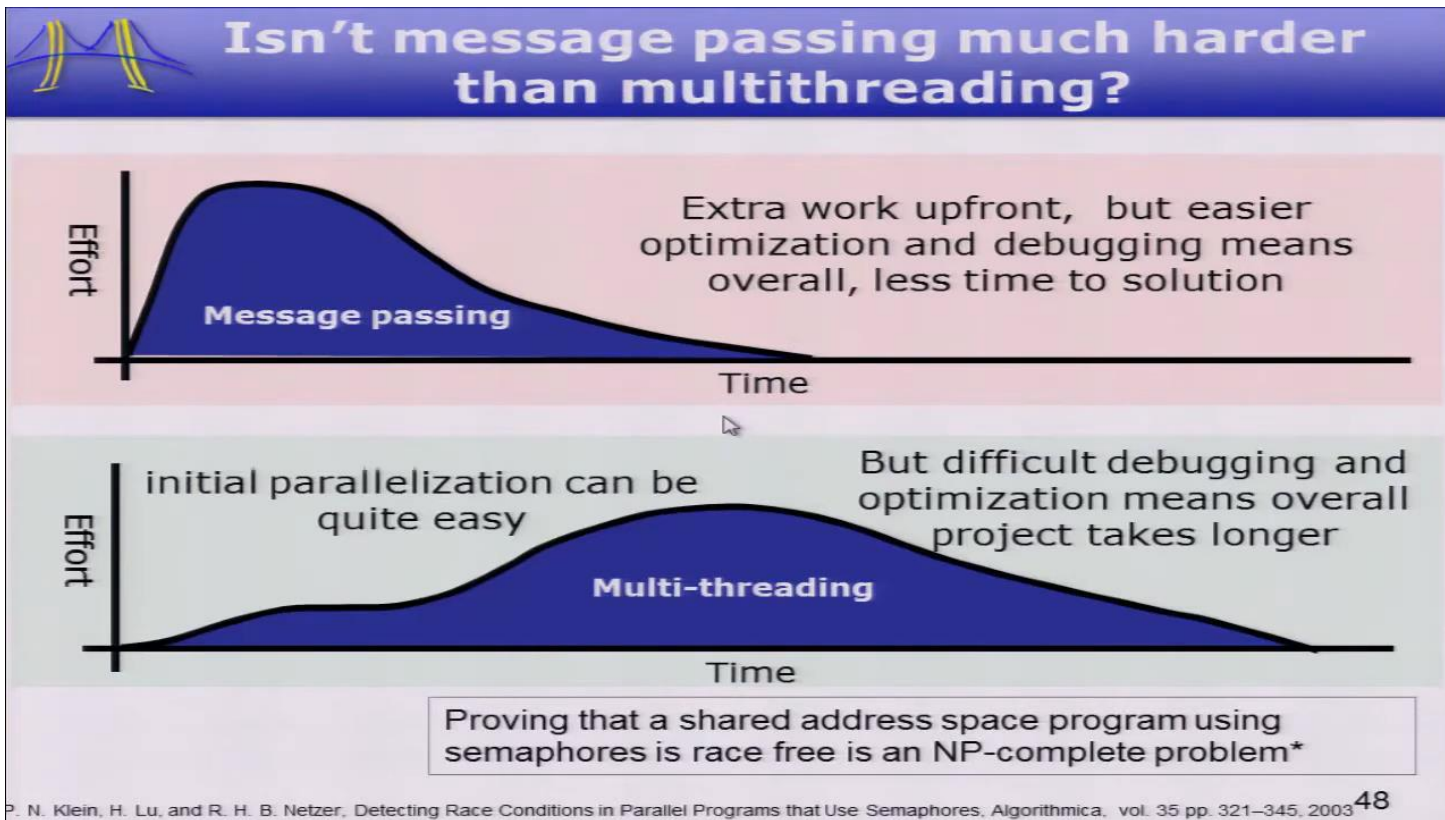 Isn't message passing much harder
than multithreading?
Effort
Extra work upfront, but easier
optimization and debugging means
overall, less time to solution
Message passing
Time
Effort
initial parallelization can be
quite easy
But difficult debugging and
optimization means overall
project takes longer
Multi-threading
Time
Proving that a shared address space program using
semaphores is race free is an NP-complete problem*
P. N. Klein, H. Lu, and R. H. B. Netzer, Detecting Race Conditions in Parallel Programs that Use Semaphores, Algorithmica, vol. 35 pp. 321–345, 2003
48